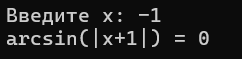 Введите x: -1
arcsin(|x+1|) = 0